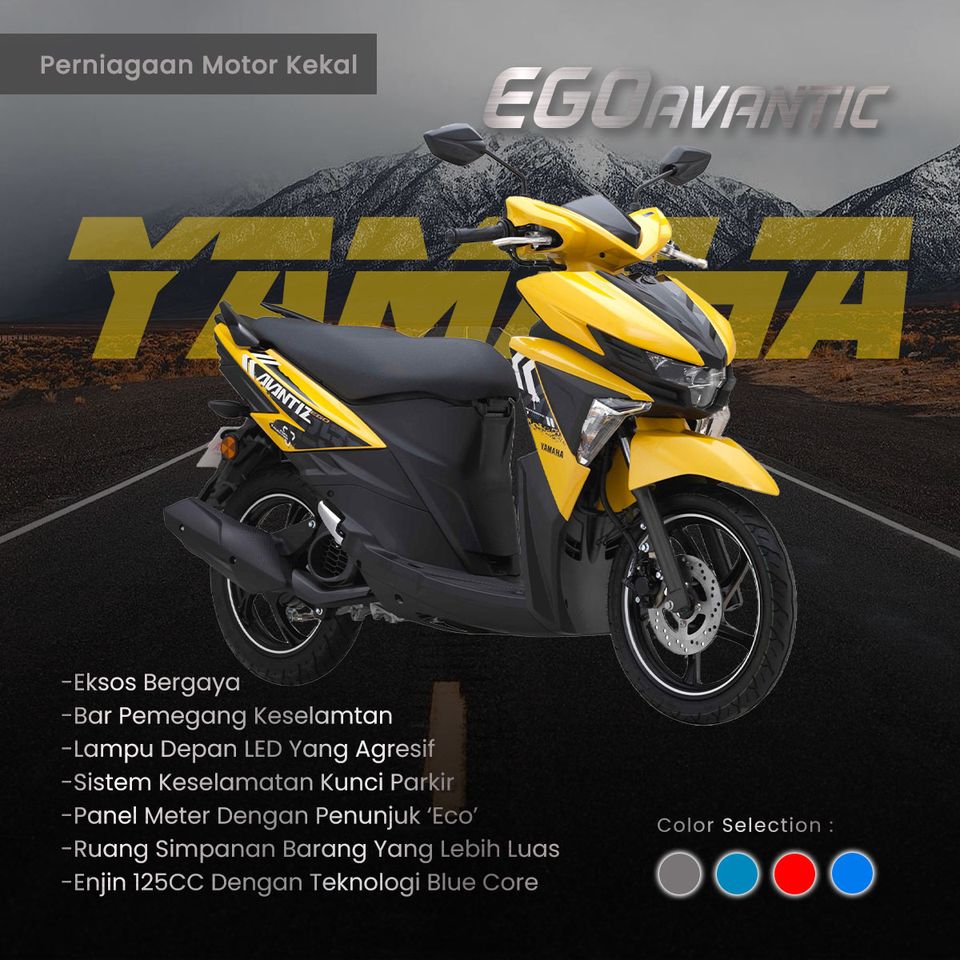 Perniagaan Motor Kekal
EGO AVANTIC
YAMAHA
AVANTIZ
EGO
YAMAHA
-Eksos Bergaya
-Bar Pemegang Keselamtan
-Lampu Depan LED Yang Agresif
-Sistem Keselamatan Kunci Parkir
-Panel Meter Dengan Penunjuk ‘Eco’
-Ruang Simpanan Barang Yang Lebih Luas
-Enjin 125CC Dengan Teknologi Blue Core
Color Selection :